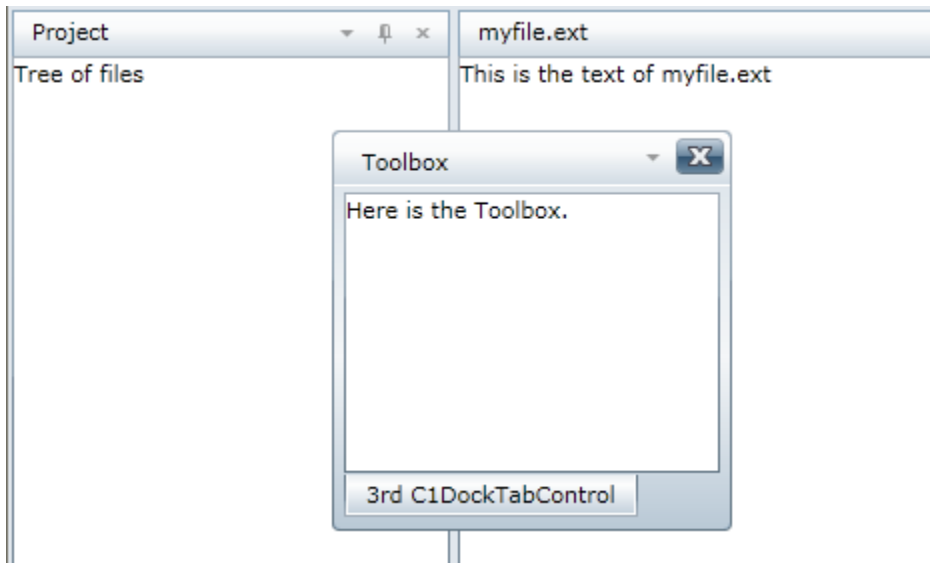 Project
myfile.ext
Tree of files
This is the text of myfile.ext
Toolbox
Here is the Toolbox.
3rd C1DockTabControl